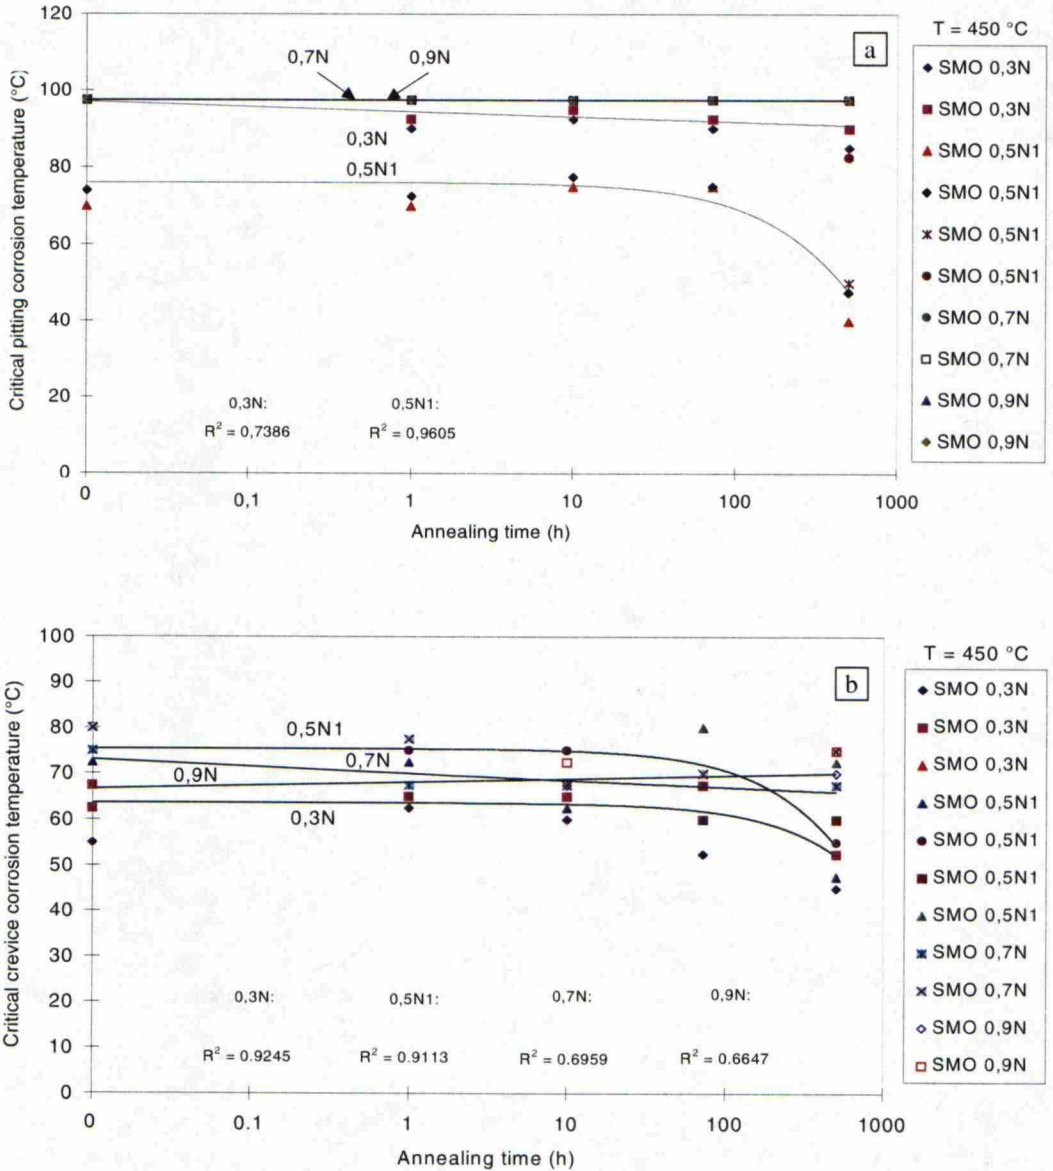 120
100
80
60
40
20
0
Critical pitting corrosion temperature (°C)
0,7N 0,9N
0,3N
0,5N1
0,3N: 0,5N1:
R² = 0,7386 R² = 0,9605
0 0,1 1 10 100 1000
Annealing time (h)
a
T = 450 °C
SMO 0,3N
SMO 0,3N
SMO 0,5N1
SMO 0,5N1
SMO 0,5N1
SMO 0,5N1
SMO 0,7N
SMO 0,7N
SMO 0,9N
SMO 0,9N
100
90
80
70
60
50
40
30
20
10
0
Critical crevice corrosion temperature (°C)
0,5N1
0,7N
0,9N
0,3N
0,3N: 0,5N1: 0,7N: 0,9N:
R² = 0.9245 R² = 0.9113 R² = 0.6959 R² = 0.6647
0 0,1 1 10 100 1000
Annealing time (h)
b
T = 450 °C
SMO 0,3N
SMO 0,3N
SMO 0,3N
SMO 0,5N1
SMO 0,5N1
SMO 0,5N1
SMO 0,5N1
SMO 0,7N
SMO 0,7N
SMO 0,9N
SMO 0,9N